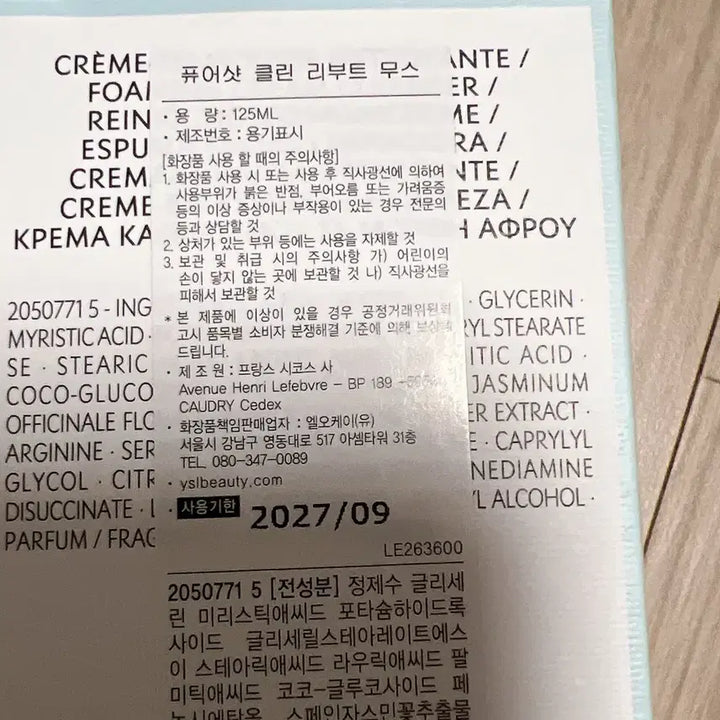 CRÈME
ANTE /
FOA
ER /
REIN
ME /
ESPU
RA /
CREM
NTE /
CREME
EZA /
КРЕМА КА
Н ΑΦΡΟΥ
퓨어샷 클린 리부트 무스
· 용 량 : 125ML
· 제조번호 : 용기표시
[화장품 사용 할 때의 주의사항]
1. 화장품 사용 시 또는 사용 후 직사광선에 의하여
사용부위가 붉은 반점, 부어오름 또는 가려움증
등의 이상 증상이나 부작용이 있는 경우 전문의
등과 상담할 것
2. 상처가 있는 부위 등에는 사용을 자제할 것
3. 보관 및 취급 시의 주의사항 가) 어린이의
손이 닿지 않는 곳에 보관할 것 나) 직사광선을
피해서 보관할 것
* 본 제품에 이상이 있을 경우 공정거래위원회
고시 품목별 소비자 분쟁해결 기준에 의해 보상해
드립니다.
· 제 조 원 : 프랑스 시코스 사
Avenue Henri Lefebvre – BP 189
CAUDRY Cedex
· 화장품책임판매업자 : 엘오케이(유)
서울시 강남구 영동대로 517 아셈타워 31층
TEL 080-347-0089
· yslbeauty.com
사용기한 2027/09
LE263600
2050771 5 [전성분] 정제수 글리세
린 미리스틱애씨드 포타슘하이드록
사이드 글리세릴스테아레이트에스
이 스테아릭애씨드 라우릭애씨드 팔
미틱애씨드 코코-글루코사이드 페
녹시에탄올 스페인자스민꽃추출물
2050771 5 - ING
· GLYCERIN ·
MYRISTIC ACID ·
RYL STEARATE
SE · STEARIC
ITIC ACID ·
COCO-GLUCO
JASMINUM
OFFICINALE FLO
ER EXTRACT ·
ARGININE · SER
E · CAPRYLYL
GLYCOL · CITR
NEDIAMINE
DISUCCINATE · L
YL ALCOHOL ·
PARFUM / FRAG